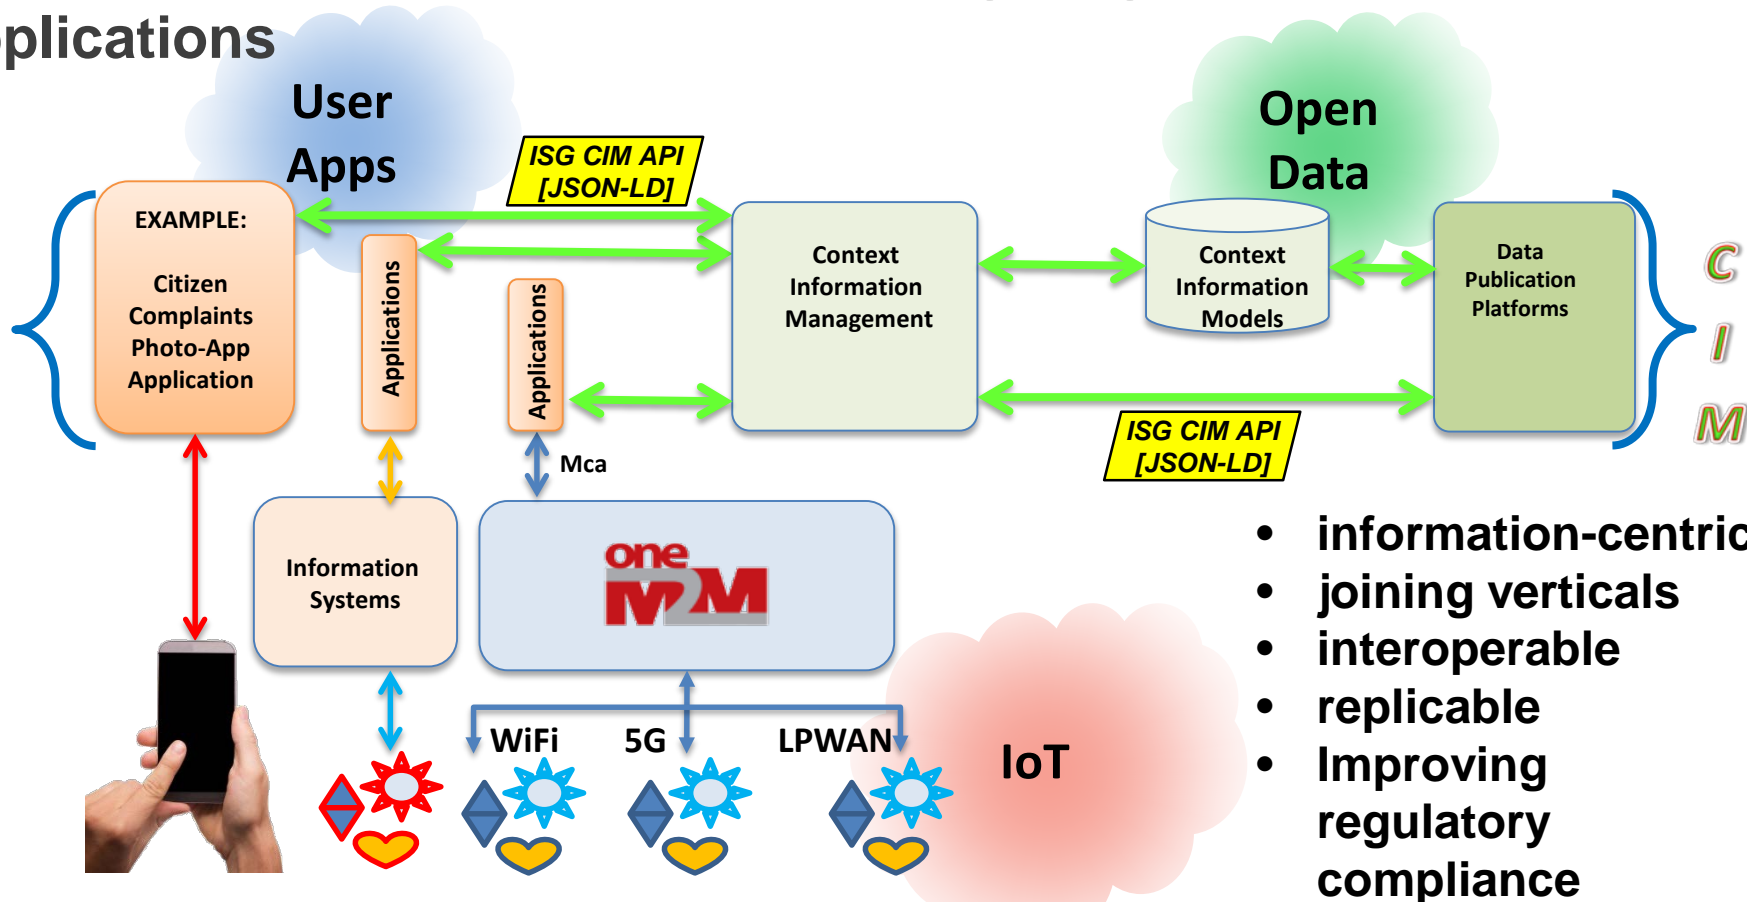 plications
User
Apps
ISG CIM API
[JSON-LD]
Open
Data
EXAMPLE:
Citizen
Complaints
Photo-App
Application
Applications
Applications
Context
Information
Management
Context
Information
Models
Data
Publication
Platforms
C
I
M
ISG CIM API
[JSON-LD]
Mca
Information
Systems
one
M2M
WiFi
5G
LPWAN
IoT
• information-centric
• joining verticals
• interoperable
• replicable
• Improving
regulatory
compliance